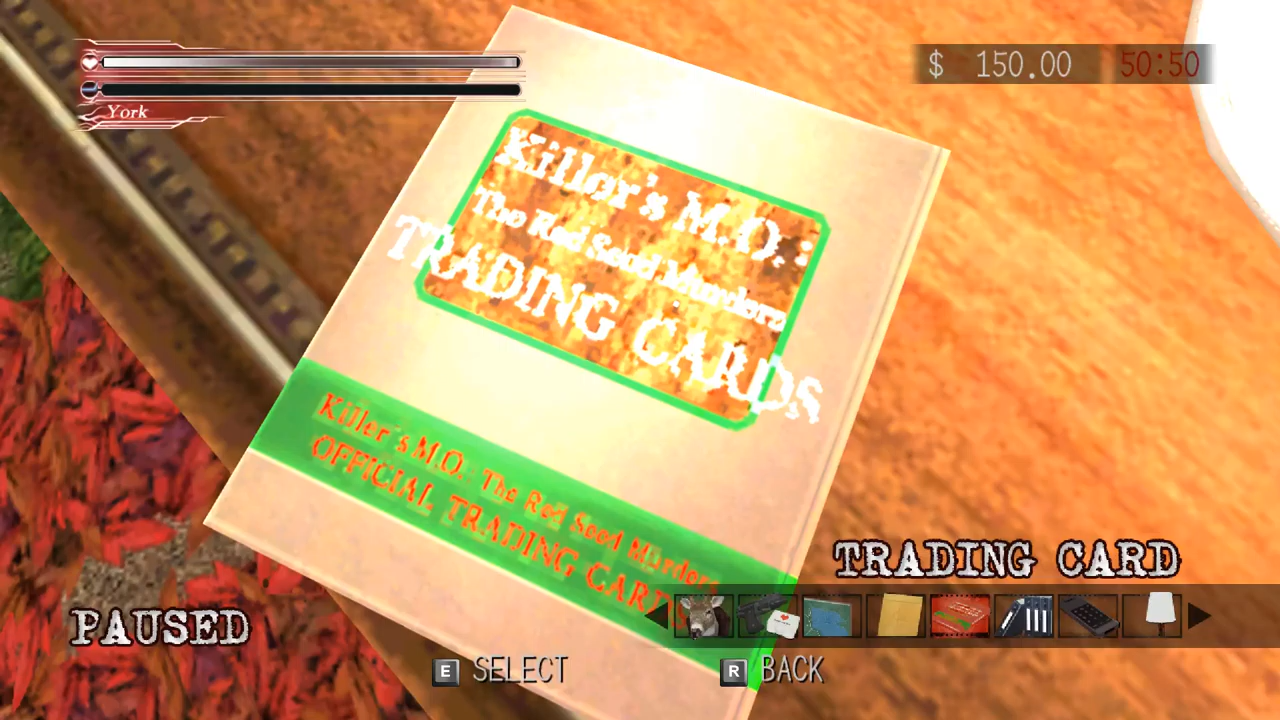 $ 150.00 50:50
York
Killer's M.O.:
The Red Seed Murders
TRADING CARDS
Killer's M.O.: The Red Seed Murders
OFFICIAL TRADING CARDS
TRADING CARD
PAUSED
E SELECT R BACK